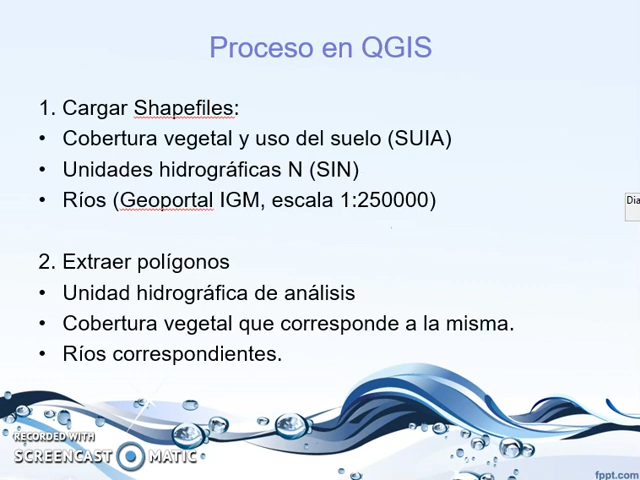 Proceso en QGIS
1. Cargar Shapefiles:
• Cobertura vegetal y uso del suelo (SUIA)
• Unidades hidrográficas N (SIN)
• Ríos (Geoportal IGM, escala 1:250000)
Dia
2. Extraer polígonos
• Unidad hidrográfica de análisis
• Cobertura vegetal que corresponde a la misma.
• Ríos correspondientes.
RECORDED WITH
SCREENCAST MATIC
fppt.com